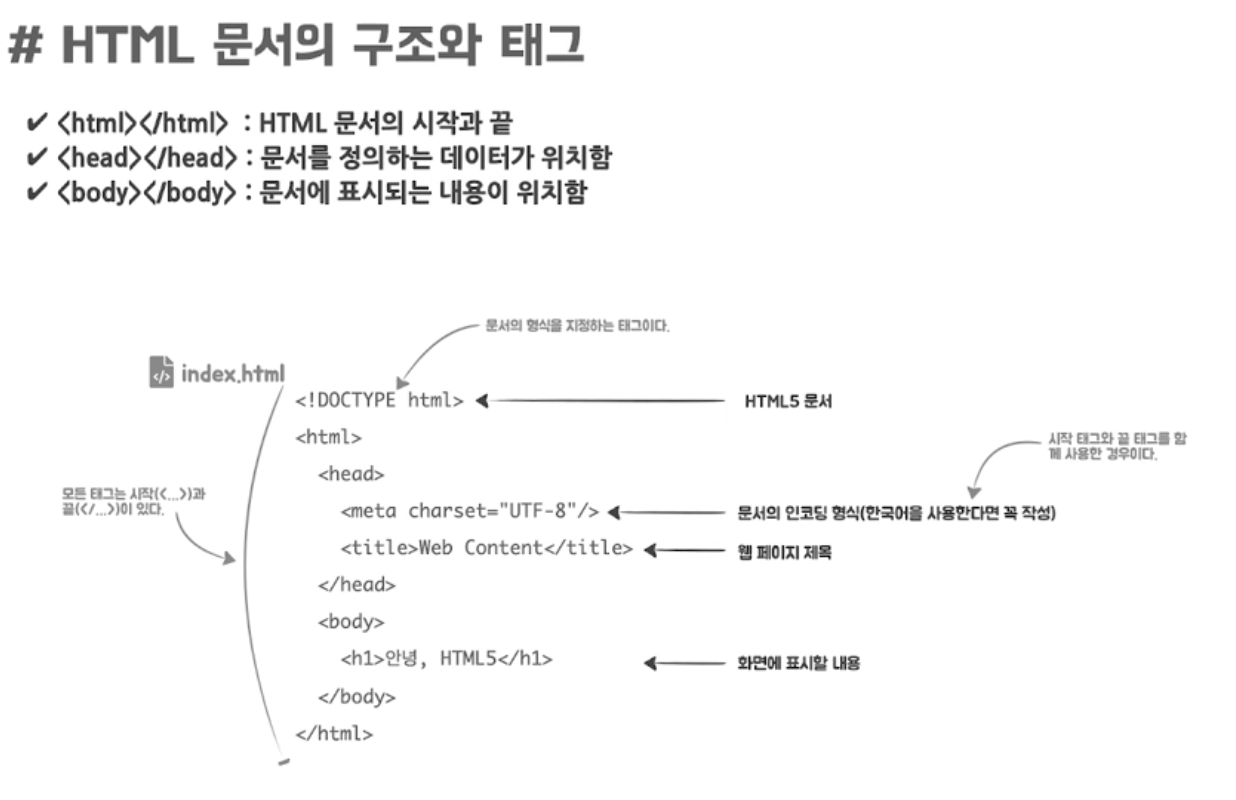 # HTML 문서의 구조와 태그
✔ <html></html> : HTML 문서의 시작과 끝
✔ <head></head> : 문서를 정의하는 데이터가 위치함
✔ <body></body> : 문서에 표시되는 내용이 위치함
문서의 형식을 지정하는 태그이다.
</> index.html
<!DOCTYPE html>
HTML5 문서
<html>
시작 태그와 끝 태그를 함
께 사용한 경우이다.
<head>
모든 태그는 시작(<...>)과
끝(</...>)이 있다.
<meta charset="UTF-8"/>
문서의 인코딩 형식(한국어을 사용한다면 꼭 작성)
<title>Web Content</title>
웹 페이지 제목
</head>
<body>
<h1>안녕, HTML5</h1>
화면에 표시할 내용
</body>
</html>